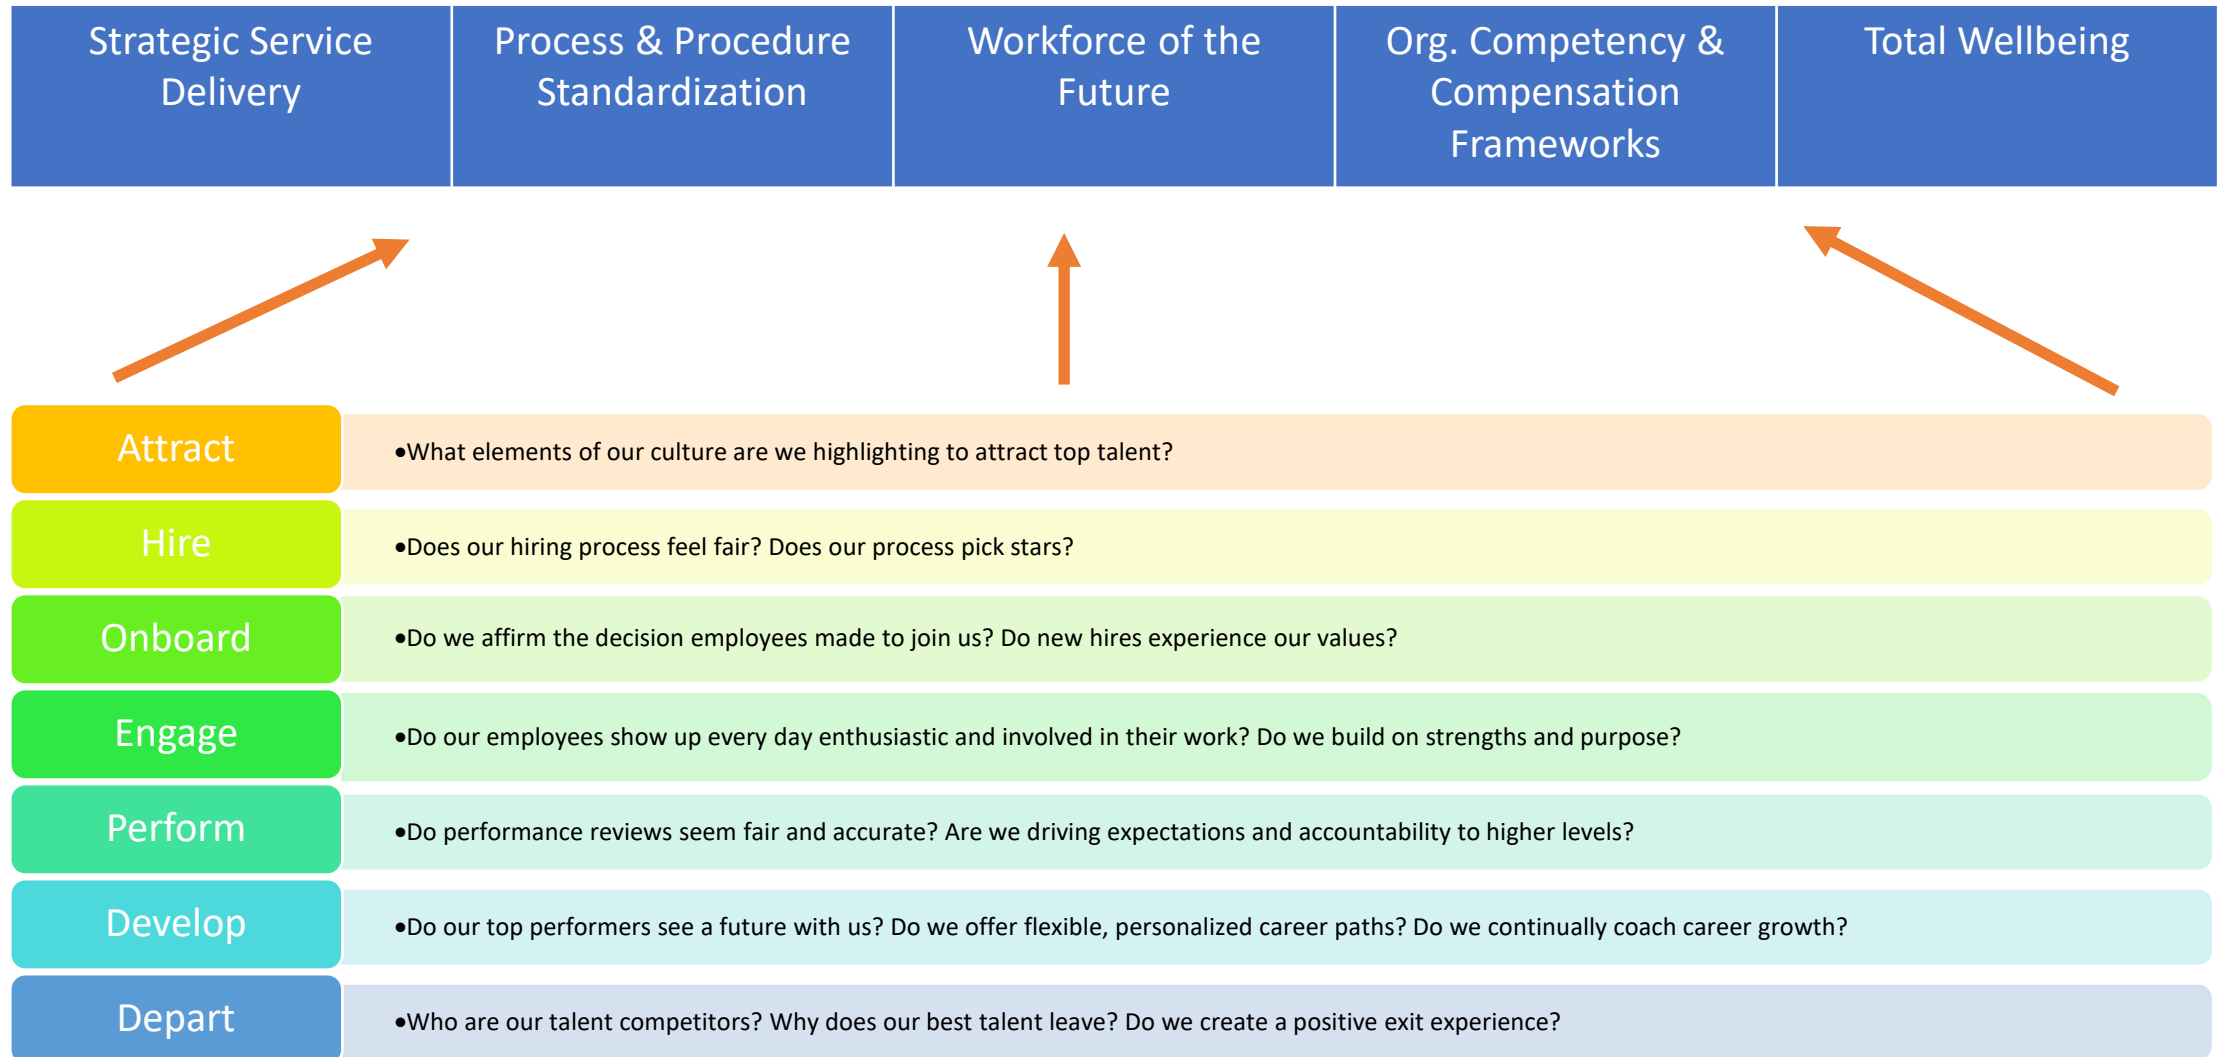 Strategic Service
Delivery
Process & Procedure
Standardization
Workforce of the
Future
Org. Competency &
Compensation
Frameworks
Total Wellbeing
Attract
•What elements of our culture are we highlighting to attract top talent?
Hire
•Does our hiring process feel fair? Does our process pick stars?
Onboard
•Do we affirm the decision employees made to join us? Do new hires experience our values?
Engage
•Do our employees show up every day enthusiastic and involved in their work? Do we build on strengths and purpose?
Perform
•Do performance reviews seem fair and accurate? Are we driving expectations and accountability to higher levels?
Develop
•Do our top performers see a future with us? Do we offer flexible, personalized career paths? Do we continually coach career growth?
Depart
•Who are our talent competitors? Why does our best talent leave? Do we create a positive exit experience?